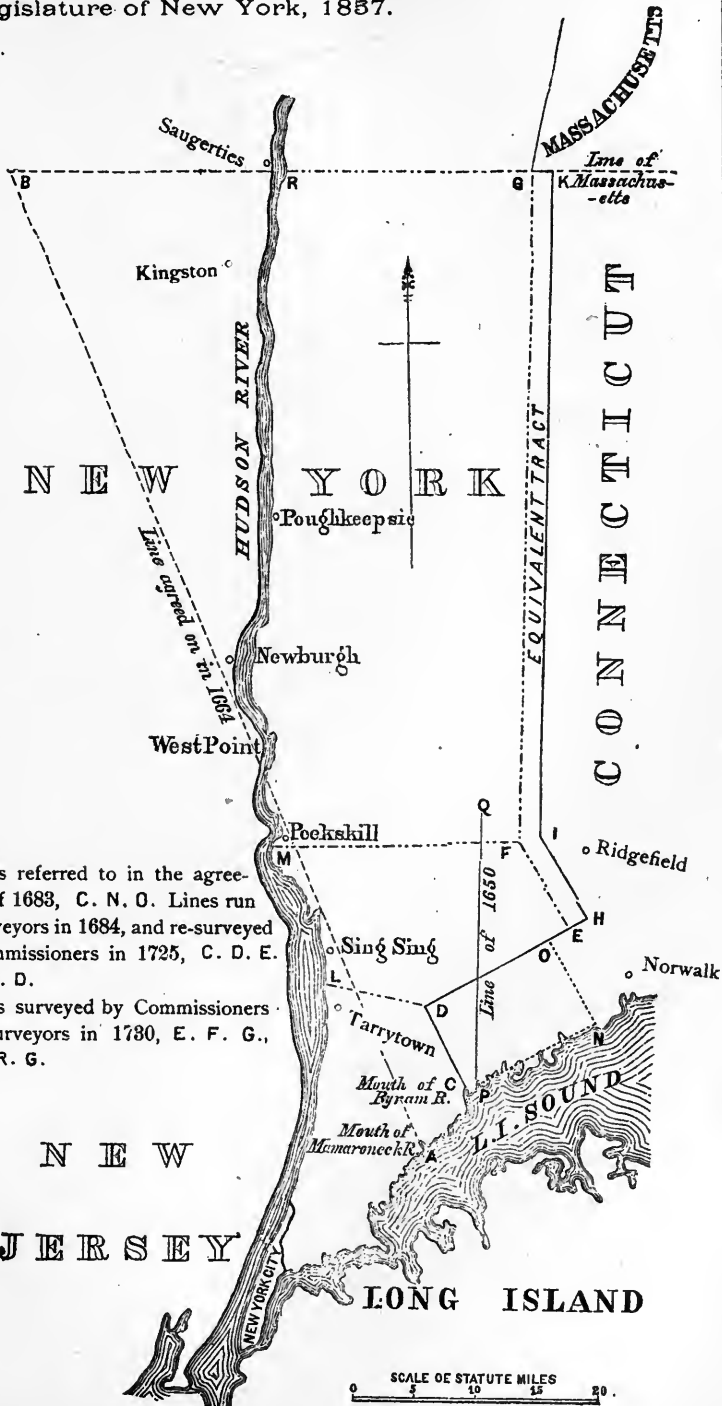 gislature of New York, 1857.
MASSACHUSETTS
Saugerties
Line of
B
R
G
K Massachus-
-etts
Kingston
CONNECTICUT
HUDSON RIVER
EQUIVALENT TRACT
NEW YORK
Poughkeepsie
Line agreed on in 1664
Newburgh
West Point
Q
Peekskill
M
F
I
Ridgefield
s referred to in the agree-
f 1683, C. N. O. Lines run
veyors in 1684, and re-surveyed
nmissioners in 1725, C. D. E.
. D.
s surveyed by Commissioners
urveyors in 1730, E. F. G.,
R. G.
Line of 1650
H
E
O
Sing Sing
L
Norwalk
D
Tarrytown
N
Mouth of C
Byram R.
P
L.I. SOUND
Mouth of
Mamaroneck R.
A
NEW
JERSEY
NEW YORK CITY
LONG ISLAND
SCALE OF STATUTE MILES
0 5 10 15 20